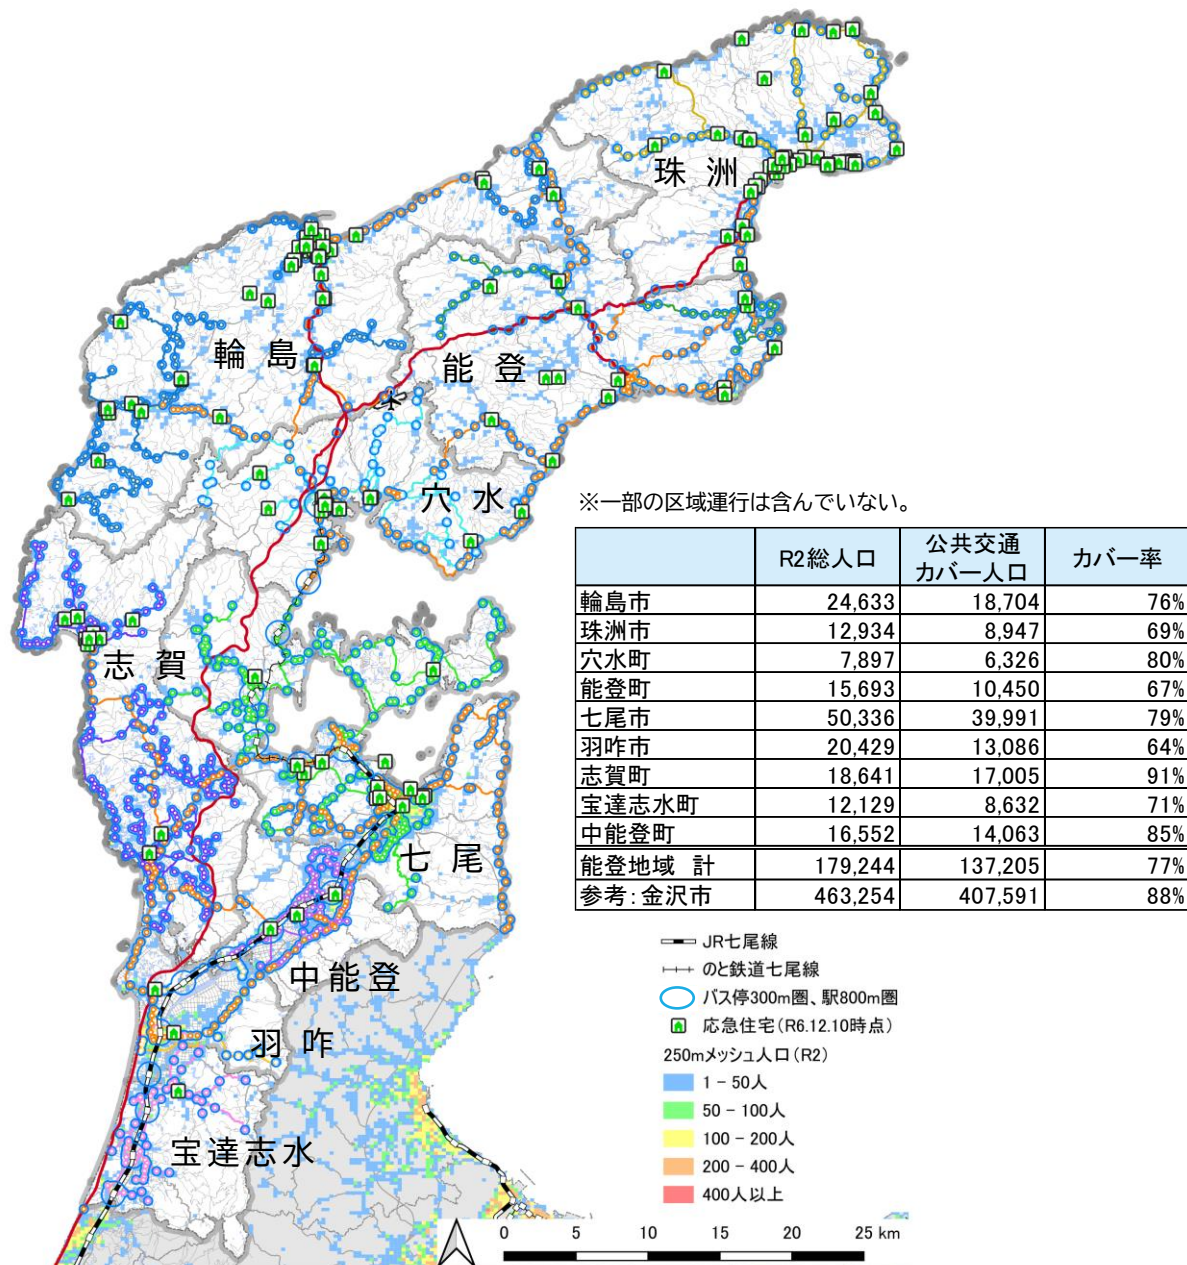 珠洲
輪島
能登
穴水
志賀
七尾
中能登
羽咋
宝達志水
※一部の区域運行は含んでいない。
R2総人口 公共交通カバー人口 カバー率
輪島市 24,633 18,704 76%
珠洲市 12,934 8,947 69%
穴水町 7,897 6,326 80%
能登町 15,693 10,450 67%
七尾市 50,336 39,991 79%
羽咋市 20,429 13,086 64%
志賀町 18,641 17,005 91%
宝達志水町 12,129 8,632 71%
中能登町 16,552 14,063 85%
能登地域 計 179,244 137,205 77%
参考:金沢市 463,254 407,591 88%
JR七尾線
のと鉄道七尾線
バス停300m圏、駅800m圏
応急住宅(R6.12.10時点)
250mメッシュ人口(R2)
1 - 50人
50 - 100人
100 - 200人
200 - 400人
400人以上
0 5 10 15 20 25 km